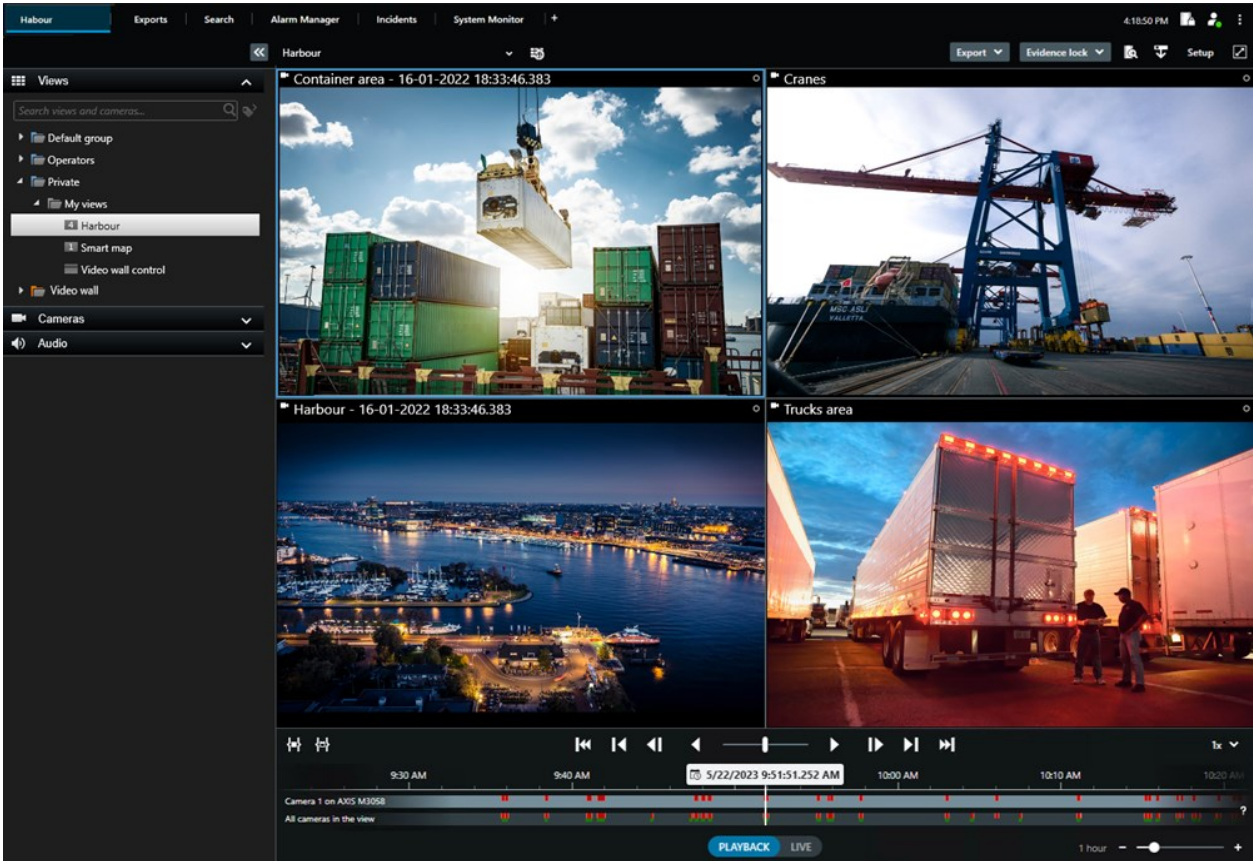 Habour
Exports
Search
Alarm Manager
Incidents
System Monitor
+
4:18:50 PM
Harbour
Export
Evidence lock
Setup
Views
Search views and cameras...
Default group
Operators
Private
My views
4 Harbour
1 Smart map
Video wall control
Video wall
Cameras
Audio
Container area - 16-01-2022 18:33:46.383
Cranes
MSC ASLI
VALLETTA
Harbour - 16-01-2022 18:33:46.383
Trucks area
1x
9:30 AM
9:40 AM
5/22/2023 9:51:51.252 AM
10:00 AM
10:10 AM
10:20 AM
Camera 1 on AXIS M3058
All cameras in the view
?
PLAYBACK
LIVE
1 hour - +